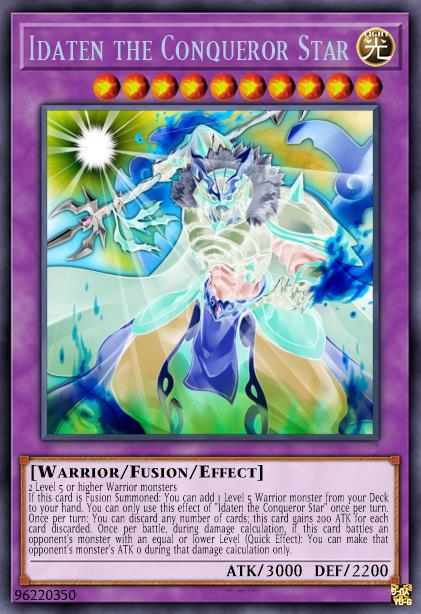 Idaten the Conqueror Star
LIGHT
光
[Warrior/Fusion/Effect]
2 Level 5 or higher Warrior monsters
If this card is Fusion Summoned: You can add 1 Level 5 Warrior monster from your Deck
to your hand. You can only use this effect of "Idaten the Conqueror Star" once per turn.
Once per turn: You can discard any number of cards; this card gains 200 ATK for each
card discarded. Once per battle, during damage calculation, if this card battles an
opponent's monster with an equal or lower Level (Quick Effect): You can make that
opponent's monster's ATK 0 during that damage calculation only.
ATK/3000 DEF/2200
96220350